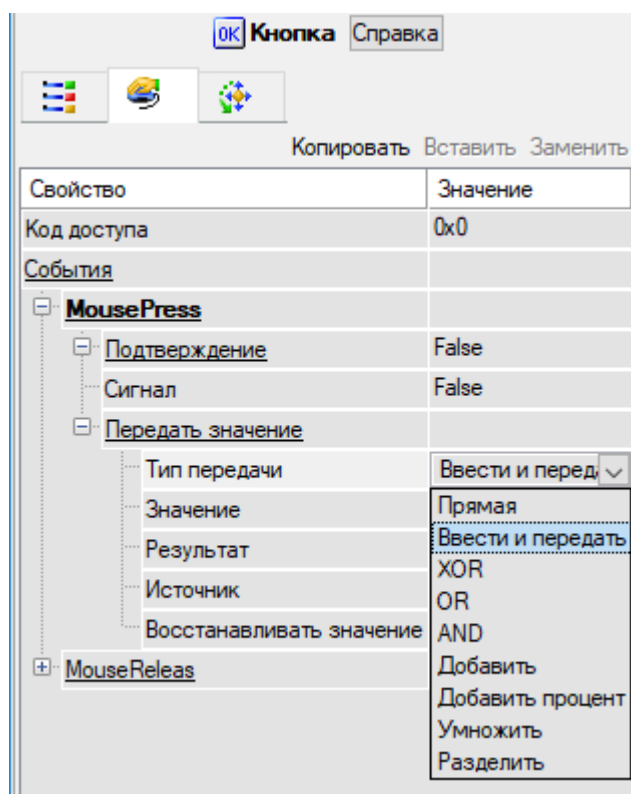 OK Кнопка Справка
Копировать Вставить Заменить
Свойство Значение
Код доступа 0x0
События
MousePress
Подтверждение False
Сигнал False
Передать значение
Тип передачи Ввести и переда
Значение Прямая
Результат Ввести и передать
Источник XOR
Восстанавливать значение OR
MouseReleas AND
Добавить
Добавить процент
Умножить
Разделить